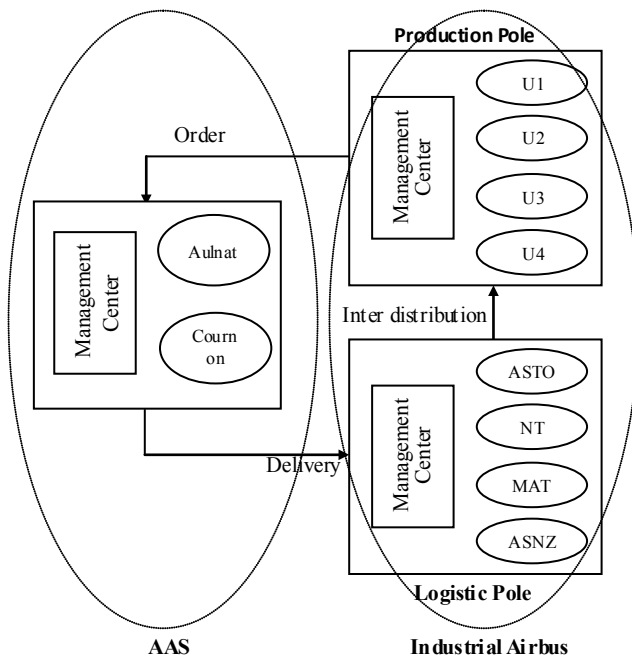 Production Pole
U1
U2
U3
U4
Management
Center
Order
Aulnat
Courn
on
Management
Center
Inter distribution
ASTO
NT
MAT
ASNZ
Management
Center
Delivery
Logistic Pole
AAS
Industrial Airbus